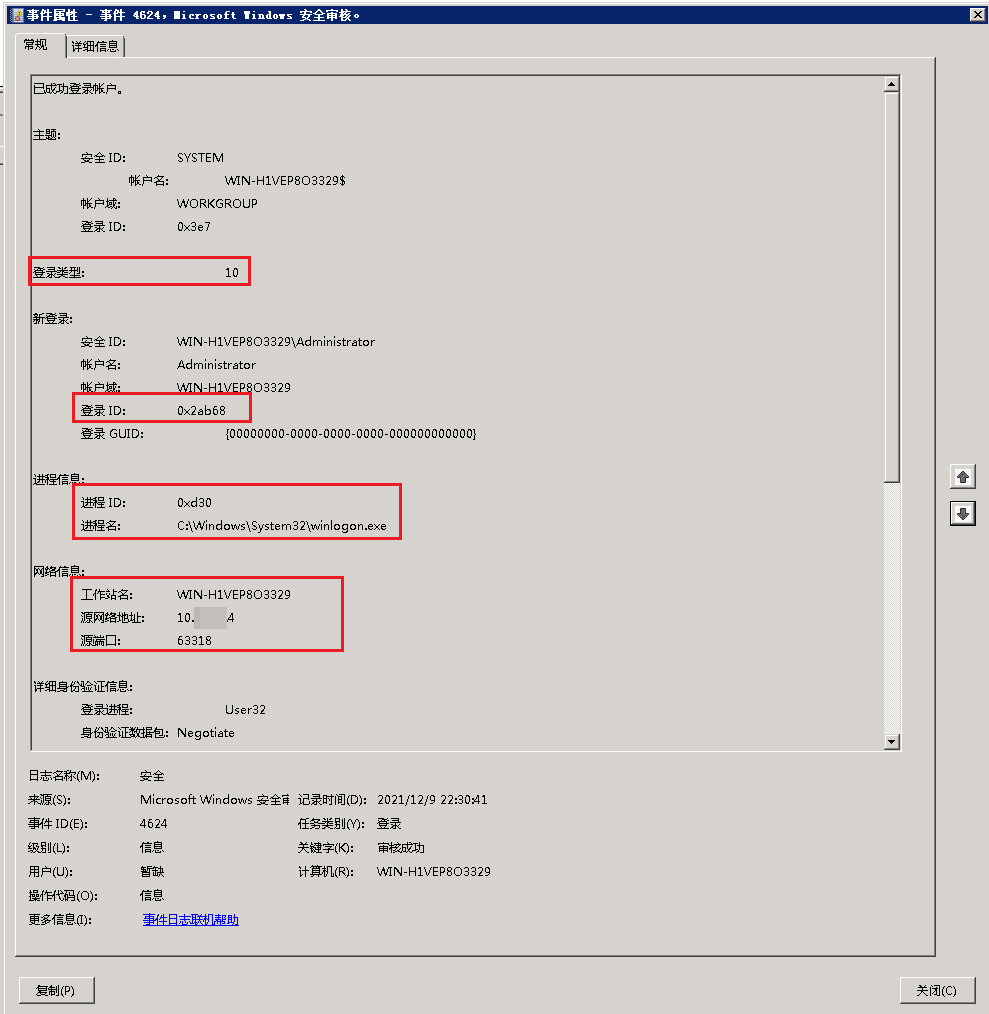 事件属性 - 事件 4624，Microsoft Windows 安全审核。
常规 详细信息
已成功登录帐户。
主题:
安全 ID: SYSTEM
帐户名: WIN-H1VEP8O3329$
帐户域: WORKGROUP
登录 ID: 0x3e7
登录类型: 10
新登录:
安全 ID: WIN-H1VEP8O3329\Administrator
帐户名: Administrator
帐户域: WIN-H1VEP8O3329
登录 ID: 0x2ab68
登录 GUID: {00000000-0000-0000-0000-000000000000}
进程信息:
进程 ID: 0xd30
进程名: C:\Windows\System32\winlogon.exe
网络信息:
工作站名: WIN-H1VEP8O3329
源网络地址: 10. .4
源端口: 63318
详细身份验证信息:
登录进程: User32
身份验证数据包: Negotiate
日志名称(M): 安全
来源(S): Microsoft Windows 安全审 记录时间(D): 2021/12/9 22:30:41
事件 ID(E): 4624 任务类别(Y): 登录
级别(L): 信息 关键字(K): 审核成功
用户(U): 暂缺 计算机(R): WIN-H1VEP8O3329
操作代码(O): 信息
更多信息(I): 事件日志联机帮助
复制(P) 关闭(C)